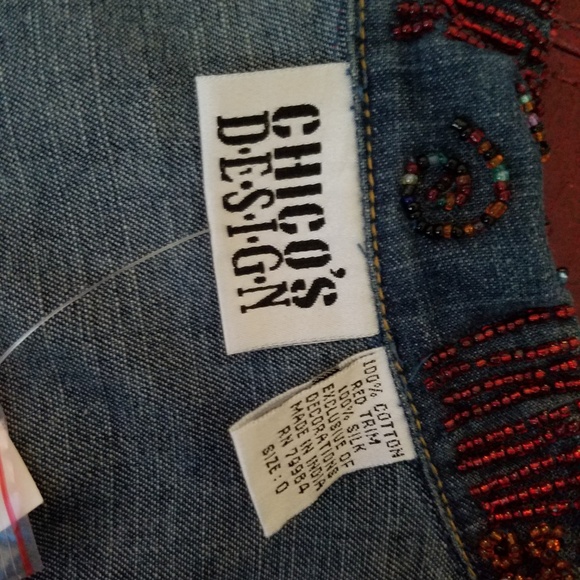 CHICO'S
D·E·S·I·G·N
100% COTTON
RED TRIM
100% SILK
EXCLUSIVE OF
DECORATIONS
MADE IN INDIA
RN 79984
SIZE: 0